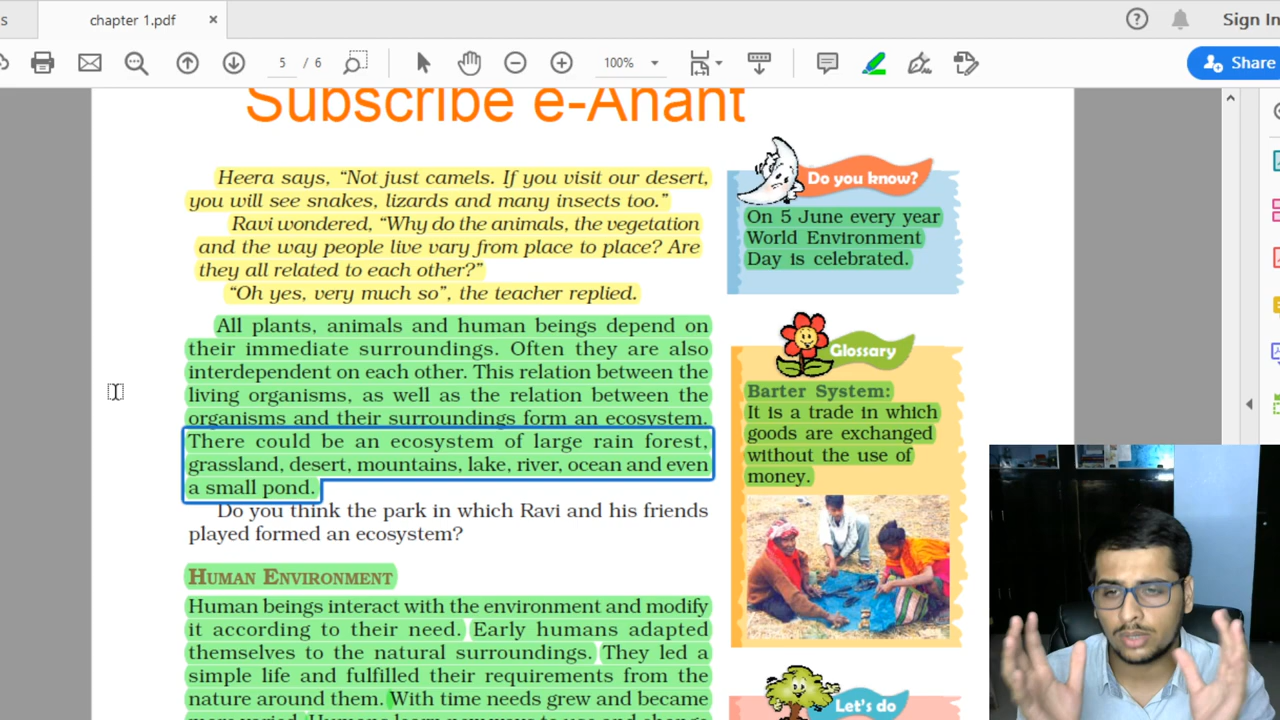 s
chapter 1.pdf
×
Sign In
5 / 6
100%
Share
Subscribe e-Anant
Heera says, “Not just camels. If you visit our desert,
you will see snakes, lizards and many insects too.”
Ravi wondered, “Why do the animals, the vegetation
and the way people live vary from place to place? Are
they all related to each other?”
“Oh yes, very much so”, the teacher replied.
All plants, animals and human beings depend on
their immediate surroundings. Often they are also
interdependent on each other. This relation between the
living organisms, as well as the relation between the
organisms and their surroundings form an ecosystem.
There could be an ecosystem of large rain forest,
grassland, desert, mountains, lake, river, ocean and even
a small pond.
Do you think the park in which Ravi and his friends
played formed an ecosystem?
HUMAN ENVIRONMENT
Human beings interact with the environment and modify
it according to their need. Early humans adapted
themselves to the natural surroundings. They led a
simple life and fulfilled their requirements from the
nature around them. With time needs grew and became
more varied. Humans learn new ways to use and change
Do you know?
On 5 June every year
World Environment
Day is celebrated.
Glossary
Barter System:
It is a trade in which
goods are exchanged
without the use of
money.
Let's do